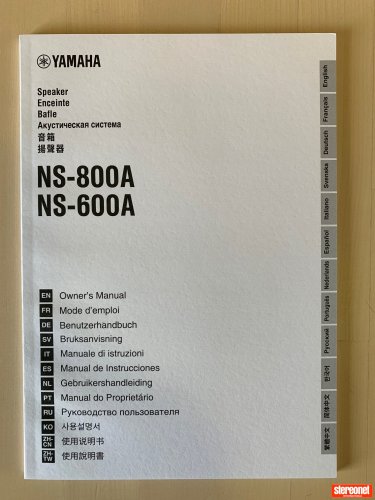 YAMAHA
Speaker
Enceinte
Bafle
Акустическая система
音箱
揚聲器
NS-800A
NS-600A
EN Owner's Manual
FR Mode d'emploi
DE Benutzerhandbuch
SV Bruksanvisning
IT Manuale di istruzioni
ES Manual de Instrucciones
NL Gebruikershandleiding
PT Manual do Proprietário
RU Руководство пользователя
KO 사용설명서
ZH-CN 使用说明书
ZH-TW 使用說明書
English
Français
Deutsch
Svenska
Italiano
Español
Nederlands
Português
Русский
한국어
简体中文
繁體中文
stereonet